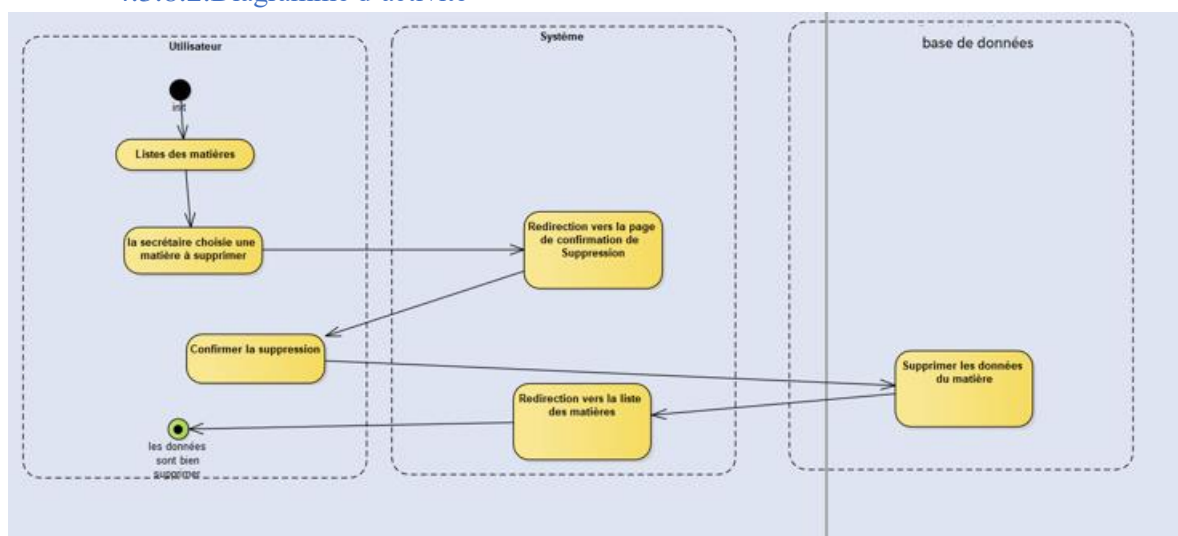 Utilisateur
Système
base de données
init
Listes des matières
la secrétaire choisie une
matière à supprimer
Redirection vers la page
de confirmation de
Suppression
Confirmer la suppression
Supprimer les données
du matière
Redirection vers la liste
des matières
les données
sont bien
supprimer